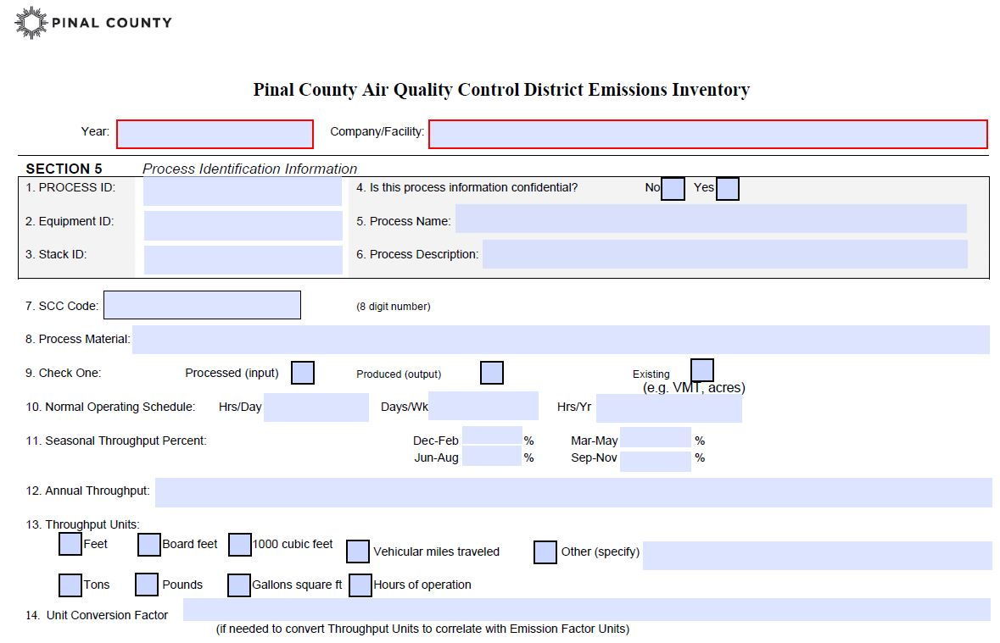 PINAL COUNTY
Pinal County Air Quality Control District Emissions Inventory
Year: Company/Facility:
SECTION 5 Process Identification Information
1. PROCESS ID: 4. Is this process information confidential? No Yes
2. Equipment ID: 5. Process Name:
3. Stack ID: 6. Process Description:
7. SCC Code: (8 digit number)
8. Process Material:
9. Check One: Processed (input) Produced (output) Existing
(e.g. VMT, acres)
10. Normal Operating Schedule: Hrs/Day Days/Wk Hrs/Yr
11. Seasonal Throughput Percent: Dec-Feb % Mar-May %
Jun-Aug % Sep-Nov %
12. Annual Throughput:
13. Throughput Units:
Feet Board feet 1000 cubic feet Vehicular miles traveled Other (specify)
Tons Pounds Gallons square ft Hours of operation
14. Unit Conversion Factor
(if needed to convert Throughput Units to correlate with Emission Factor Units)